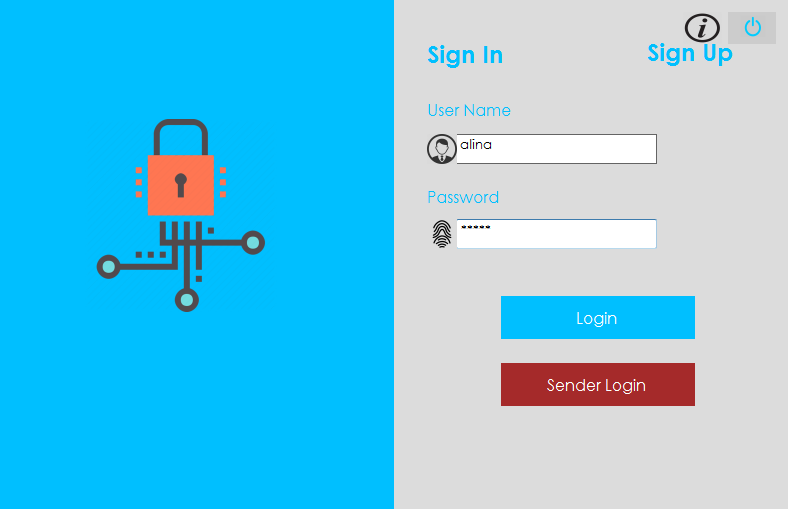 Sign In
Sign Up
User Name
alina
Password
*****
Login
Sender Login